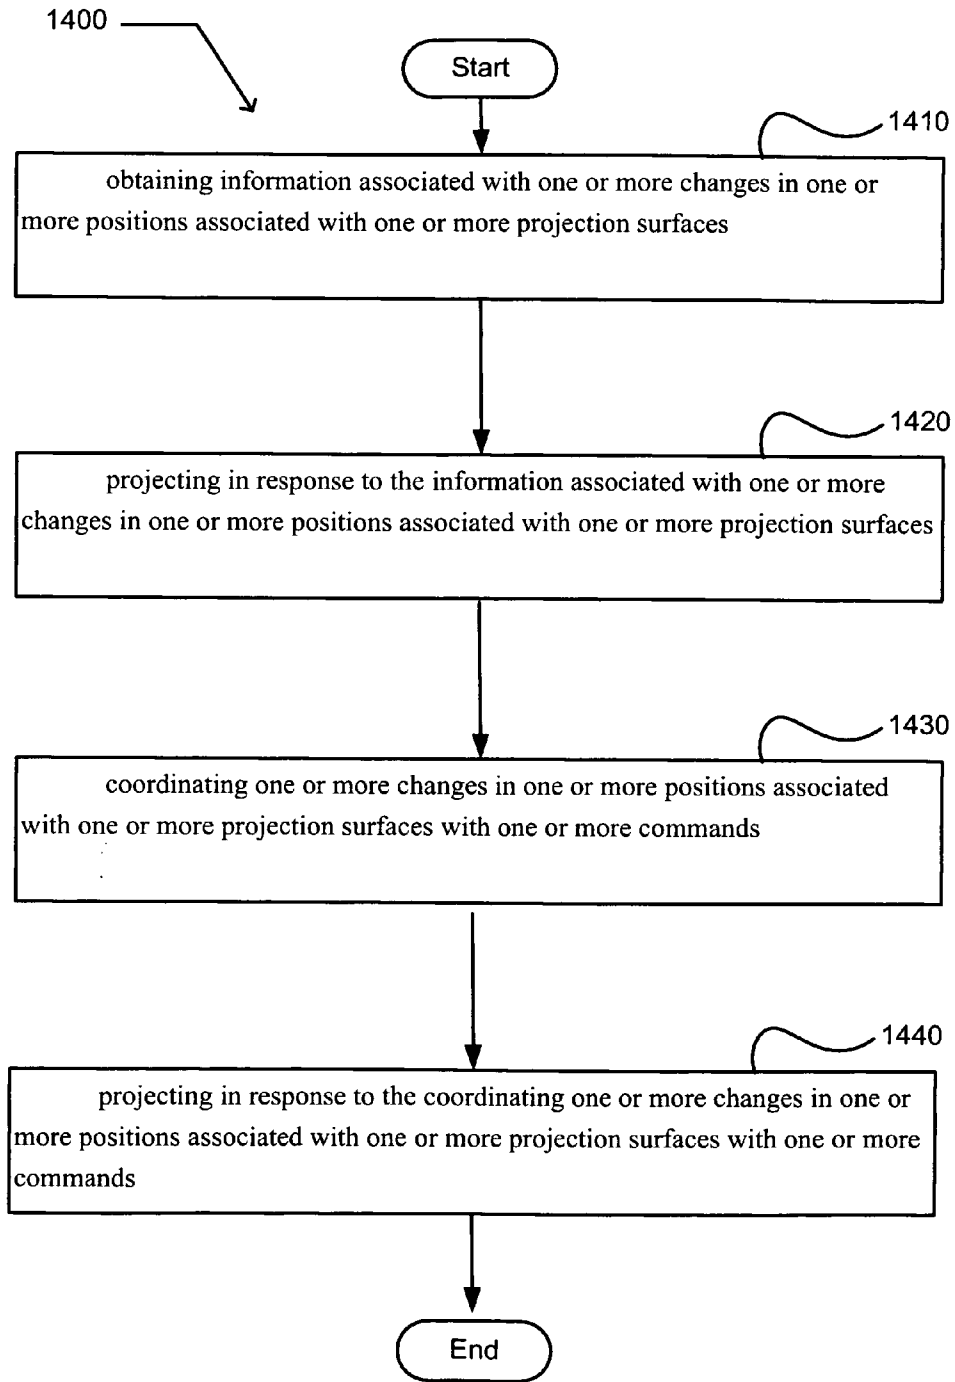 1400
Start
1410
obtaining information associated with one or more changes in one or
more positions associated with one or more projection surfaces
1420
projecting in response to the information associated with one or more
changes in one or more positions associated with one or more projection surfaces
1430
coordinating one or more changes in one or more positions associated
with one or more projection surfaces with one or more commands
1440
projecting in response to the coordinating one or more changes in one or
more positions associated with one or more projection surfaces with one or more
commands
End